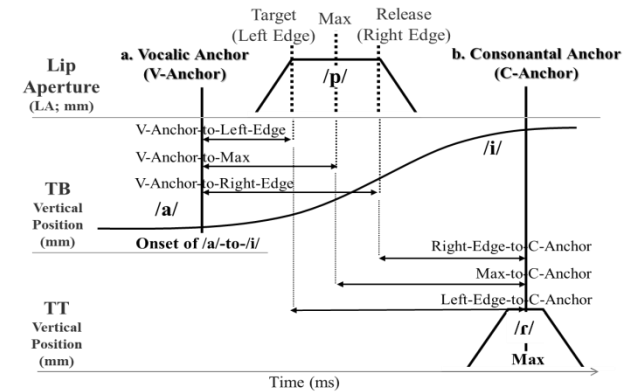 Target
(Left Edge)
Max
Release
(Right Edge)
a. Vocalic Anchor
(V-Anchor)
b. Consonantal Anchor
(C-Anchor)
Lip
Aperture
(LA; mm)
/p/
V-Anchor-to-Left-Edge
V-Anchor-to-Max
V-Anchor-to-Right-Edge
/i/
TB
Vertical
Position
(mm)
/a/
Onset of /a/-to-/i/
Right-Edge-to-C-Anchor
Max-to-C-Anchor
Left-Edge-to-C-Anchor
TT
Vertical
Position
(mm)
/ɾ/
Max
Time (ms)